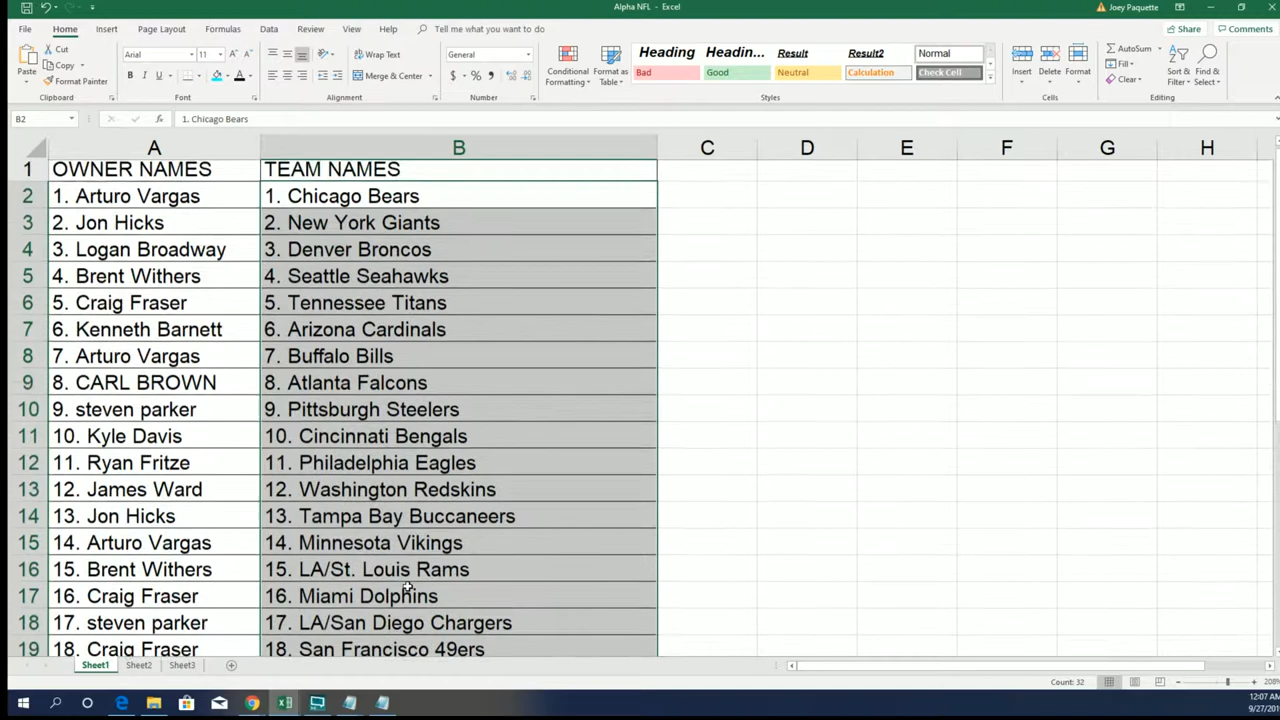 Alpha NFL - Excel
Joey Paquette
File Home Insert Page Layout Formulas Data Review View Help Tell me what you want to do Share Comments
Paste Cut Copy Format Painter Clipboard
Arial 11 B I U A Font
Wrap Text Merge & Center Alignment
General $ % Number
Conditional Formatting Format as Table
Heading Headin... Result Result2 Normal
Bad Good Neutral Calculation Check Cell
Styles
Insert Delete Format Cells
AutoSum Fill Clear Sort & Filter Find & Select Editing
B2 fx 1. Chicago Bears
A B C D E F G H
1 OWNER NAMES TEAM NAMES
2 1. Arturo Vargas 1. Chicago Bears
3 2. Jon Hicks 2. New York Giants
4 3. Logan Broadway 3. Denver Broncos
5 4. Brent Withers 4. Seattle Seahawks
6 5. Craig Fraser 5. Tennessee Titans
7 6. Kenneth Barnett 6. Arizona Cardinals
8 7. Arturo Vargas 7. Buffalo Bills
9 8. CARL BROWN 8. Atlanta Falcons
10 9. steven parker 9. Pittsburgh Steelers
11 10. Kyle Davis 10. Cincinnati Bengals
12 11. Ryan Fritze 11. Philadelphia Eagles
13 12. James Ward 12. Washington Redskins
14 13. Jon Hicks 13. Tampa Bay Buccaneers
15 14. Arturo Vargas 14. Minnesota Vikings
16 15. Brent Withers 15. LA/St. Louis Rams
17 16. Craig Fraser 16. Miami Dolphins
18 17. steven parker 17. LA/San Diego Chargers
19 18. Craig Fraser 18. San Francisco 49ers
Sheet1 Sheet2 Sheet3
Count: 32 208%
12:07 AM